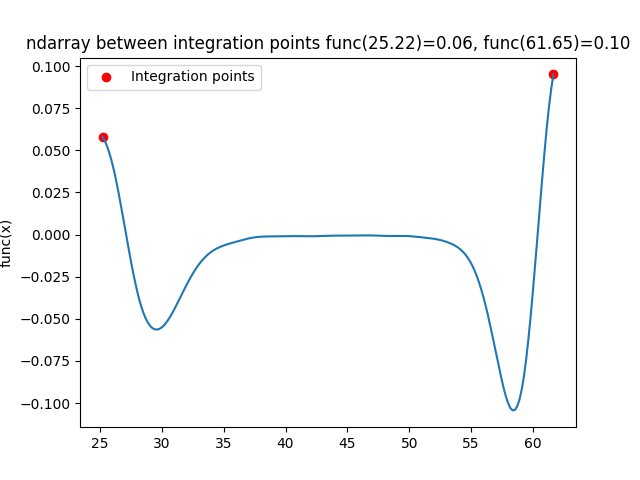 ndarray between integration points func(25.22)=0.06, func(61.65)=0.10
Integration points
func(x)
0.100
0.075
0.050
0.025
0.000
−0.025
−0.050
−0.075
−0.100
25 30 35 40 45 50 55 60